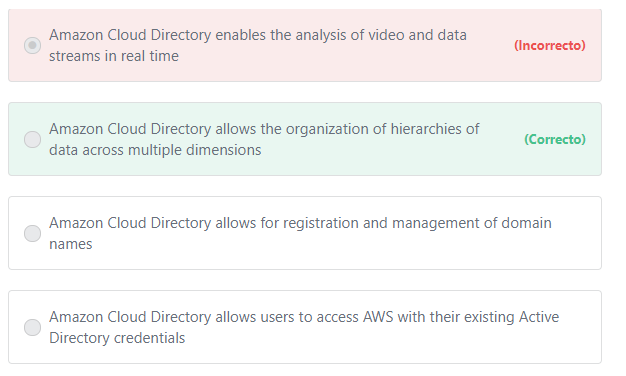 Amazon Cloud Directory enables the analysis of video and data
streams in real time
(Incorrecto)
Amazon Cloud Directory allows the organization of hierarchies of
data across multiple dimensions
(Correcto)
Amazon Cloud Directory allows for registration and management of domain
names
Amazon Cloud Directory allows users to access AWS with their existing Active
Directory credentials